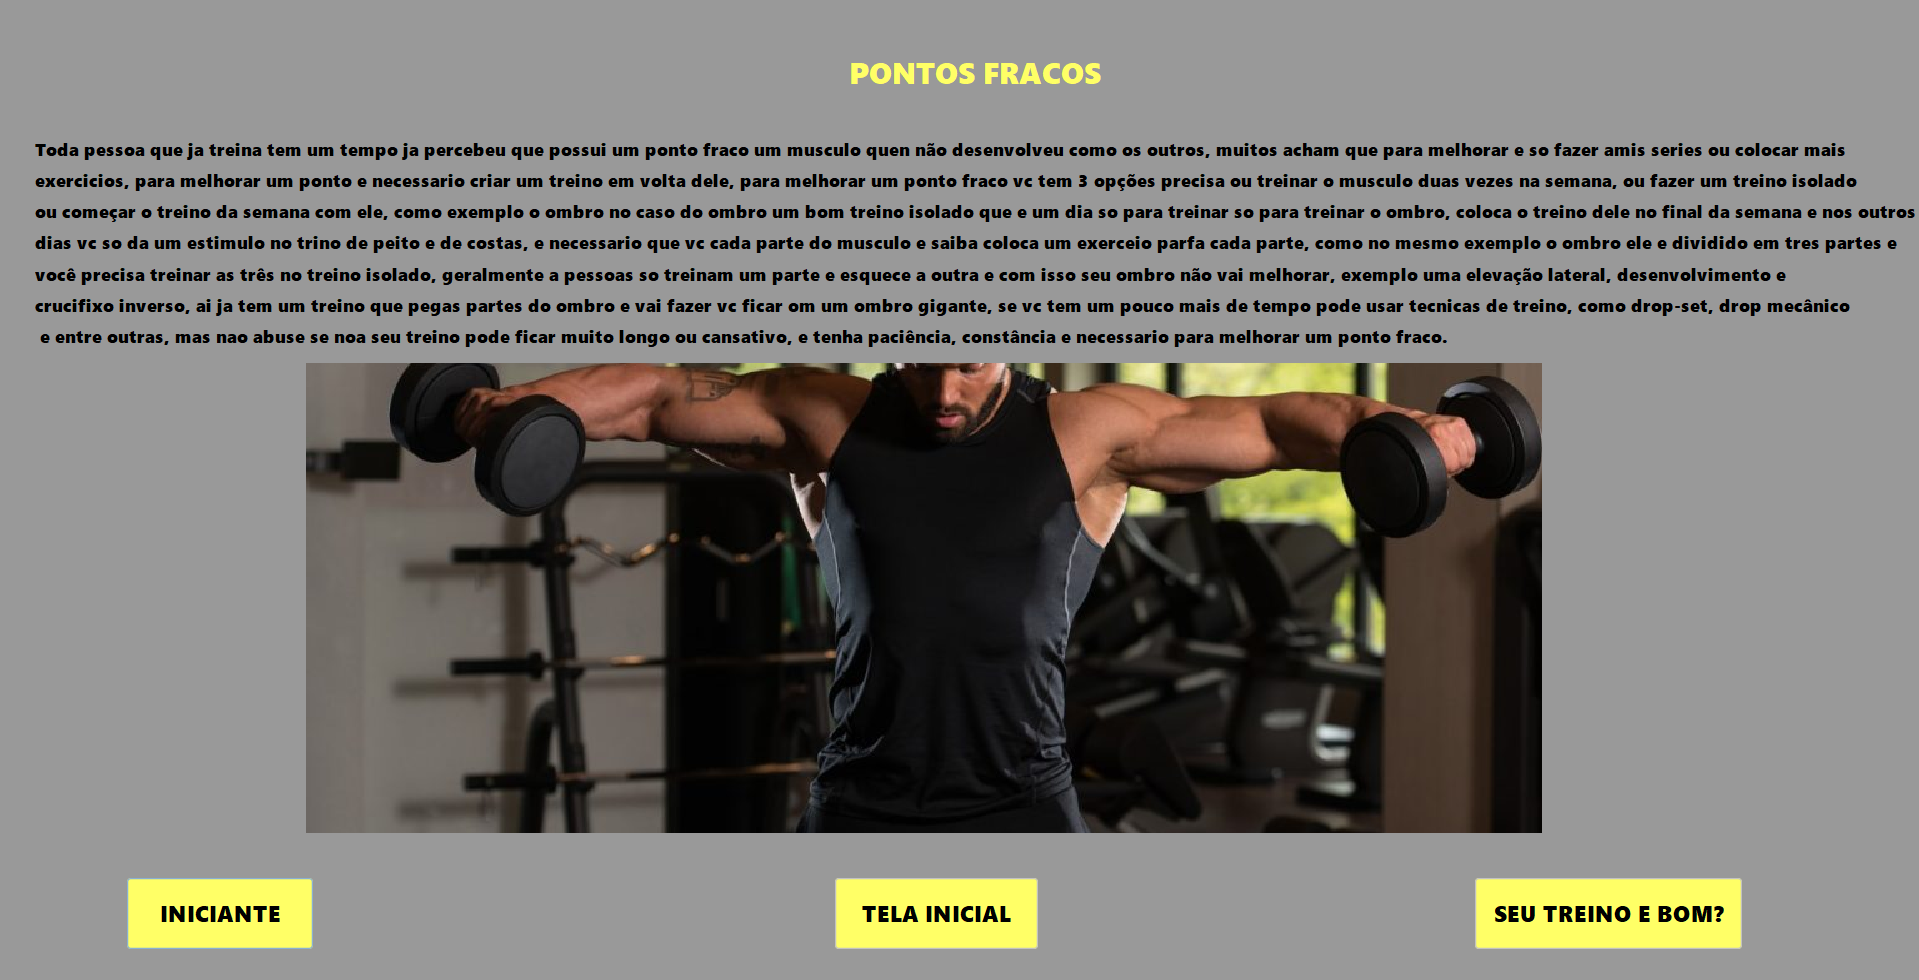 PONTOS FRACOS
Toda pessoa que ja treina tem um tempo ja percebeu que possui um ponto fraco um musculo quen não desenvolveu como os outros, muitos acham que para melhorar e so fazer amis series ou colocar mais
exercicios, para melhorar um ponto e necessario criar um treino em volta dele, para melhorar um ponto fraco vc tem 3 opções precisa ou treinar o musculo duas vezes na semana, ou fazer um treino isolado
ou começar o treino da semana com ele, como exemplo o ombro no caso do ombro um bom treino isolado que e um dia so para treinar so para treinar o ombro, coloca o treino dele no final da semana e nos outros
dias vc so da um estimulo no trino de peito e de costas, e necessario que vc cada parte do musculo e saiba coloca um exerceio parfa cada parte, como no mesmo exemplo o ombro ele e dividido em tres partes e
você precisa treinar as três no treino isolado, geralmente a pessoas so treinam um parte e esquece a outra e com isso seu ombro não vai melhorar, exemplo uma elevação lateral, desenvolvimento e
crucifixo inverso, ai ja tem um treino que pegas partes do ombro e vai fazer vc ficar om um ombro gigante, se vc tem um pouco mais de tempo pode usar tecnicas de treino, como drop-set, drop mecânico
e entre outras, mas nao abuse se noa seu treino pode ficar muito longo ou cansativo, e tenha paciência, constância e necessario para melhorar um ponto fraco.
INICIANTE
TELA INICIAL
SEU TREINO E BOM?